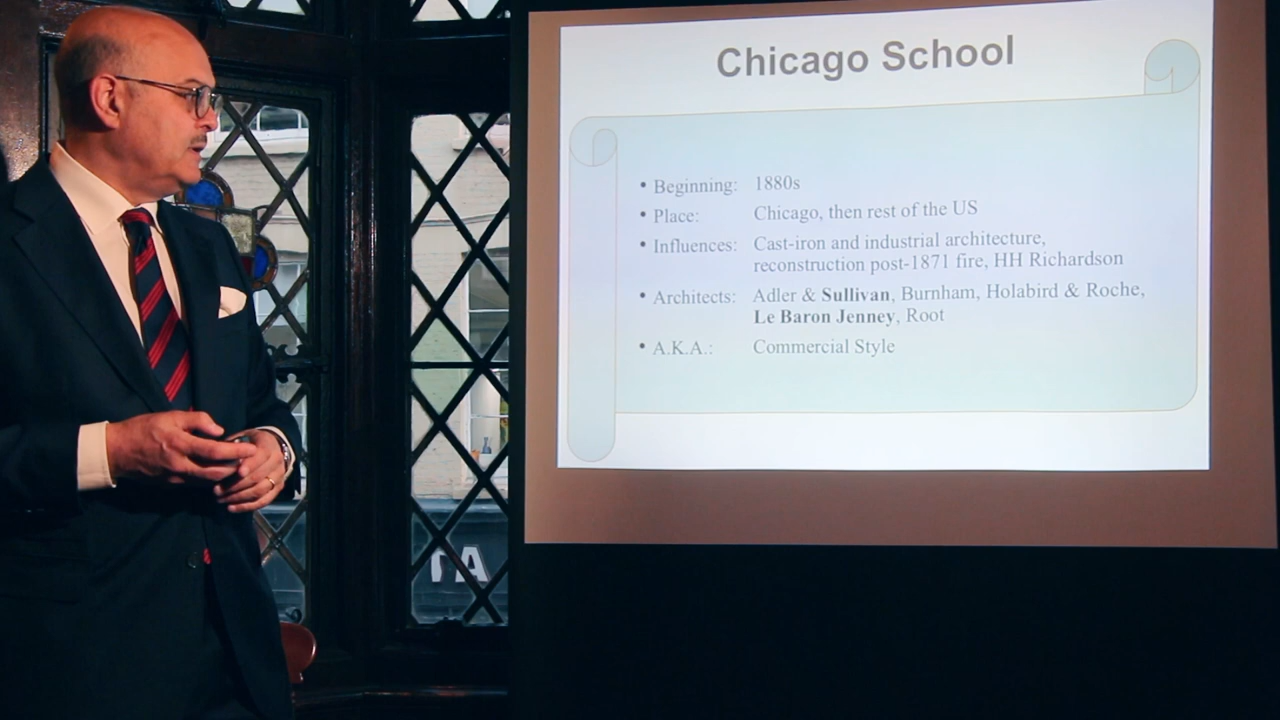 Chicago School
• Beginning: 1880s
• Place: Chicago, then rest of the US
• Influences: Cast-iron and industrial architecture,
reconstruction post-1871 fire, HH Richardson
• Architects: Adler & Sullivan, Burnham, Holabird & Roche,
Le Baron Jenney, Root
• A.K.A.: Commercial Style